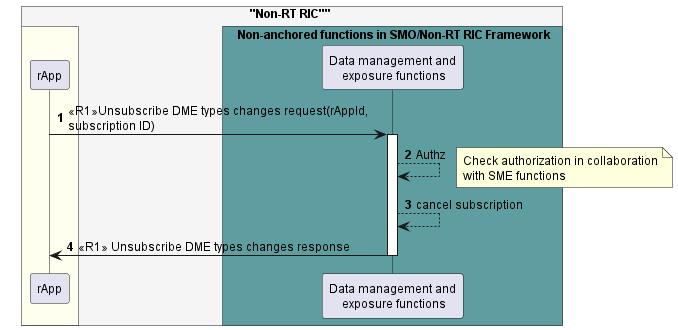 "Non-RT RIC""
Non-anchored functions in SMO/Non-RT RIC Framework
rApp
Data management and
exposure functions
1 «R1»Unsubscribe DME types changes request(rAppId,
subscription ID)
2 Authz
Check authorization in collaboration
with SME functions
3 cancel subscription
4 «R1» Unsubscribe DME types changes response
rApp
Data management and
exposure functions